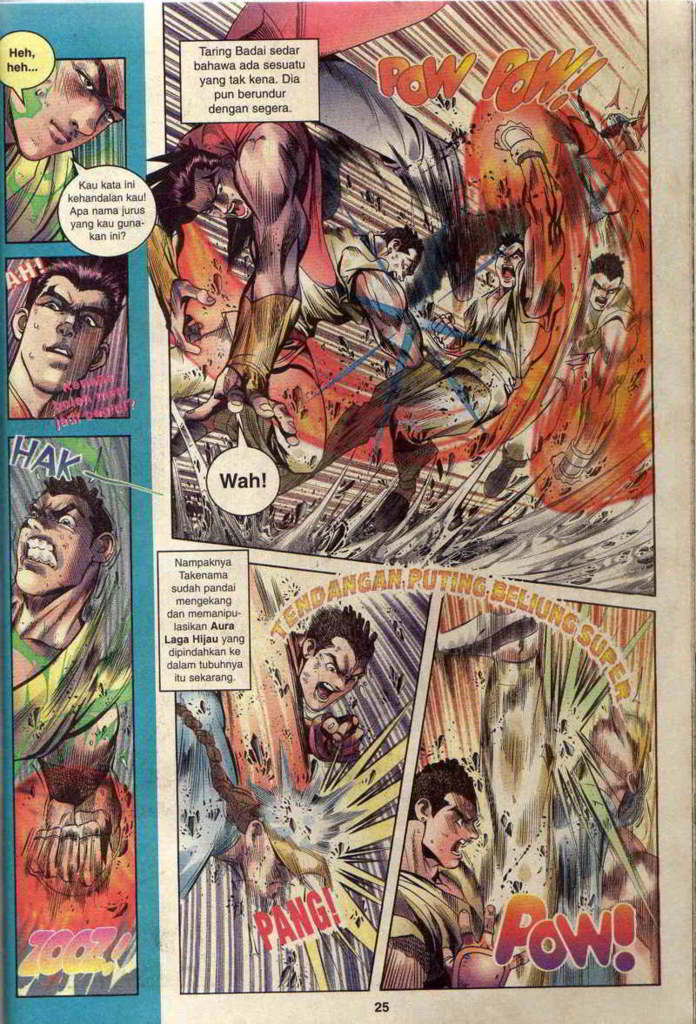 Heh,
heh...
Kau kata ini
kehandalan kau!
Apa nama jurus
yang kau guna-
kan ini?
AH!
HAK
ZOOZ!
Taring Badai sedar
bahawa ada sesuatu
yang tak kena. Dia
pun berundur
dengan segera.
POW POW!
Wah!
Nampaknya
Takenama
sudah pandai
mengekang
dan memanipu-
lasikan Aura
Laga Hijau yang
dipindahkan ke
dalam tubuhnya
itu sekarang.
TENDANGAN PUTING BELIUNG SUPER
PANG!
POW!
25